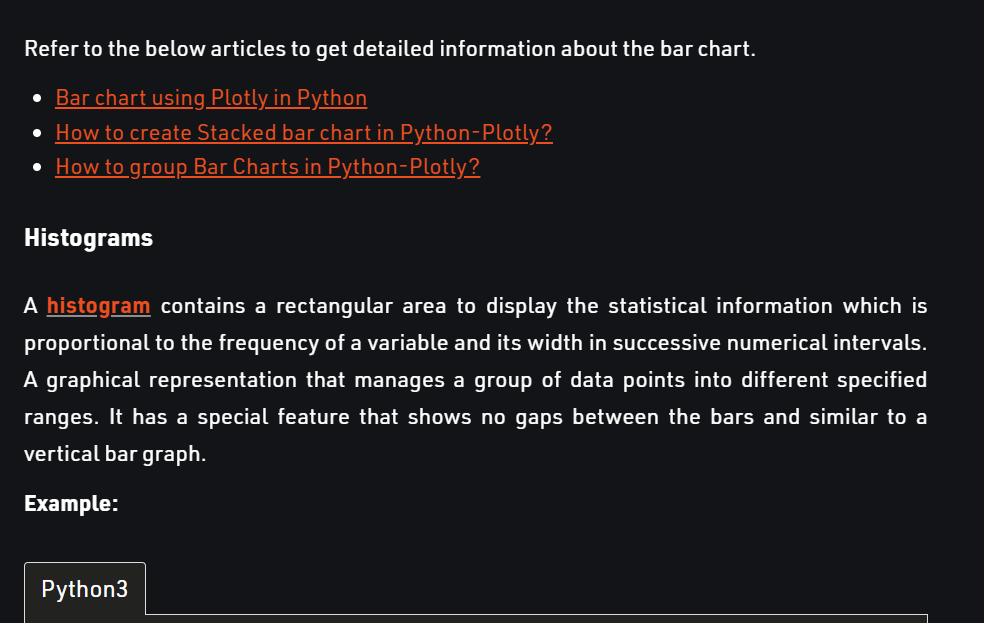 Refer to the below articles to get detailed information about the bar chart.
Bar chart using Plotly in Python
How to create Stacked bar chart in Python-Plotly?
How to group Bar Charts in Python-Plotly?
Histograms
A histogram contains a rectangular area to display the statistical information which is
proportional to the frequency of a variable and its width in successive numerical intervals.
A graphical representation that manages a group of data points into different specified
ranges. It has a special feature that shows no gaps between the bars and similar to a
vertical bar graph.
Example:
Python3